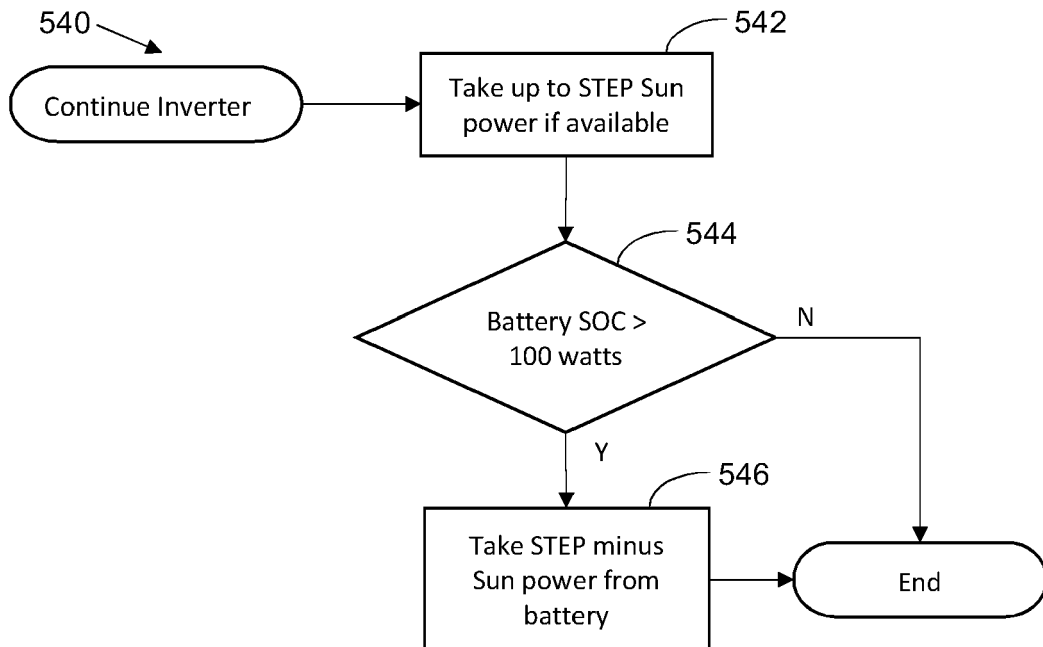 540
542
Continue Inverter
Take up to STEP Sun
power if available
544
Battery SOC >
100 watts
N
Y
546
Take STEP minus
Sun power from
battery
End